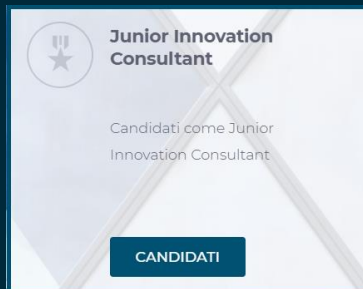 Junior Innovation
Consultant
Candidati come Junior
Innovation Consultant
CANDIDATI